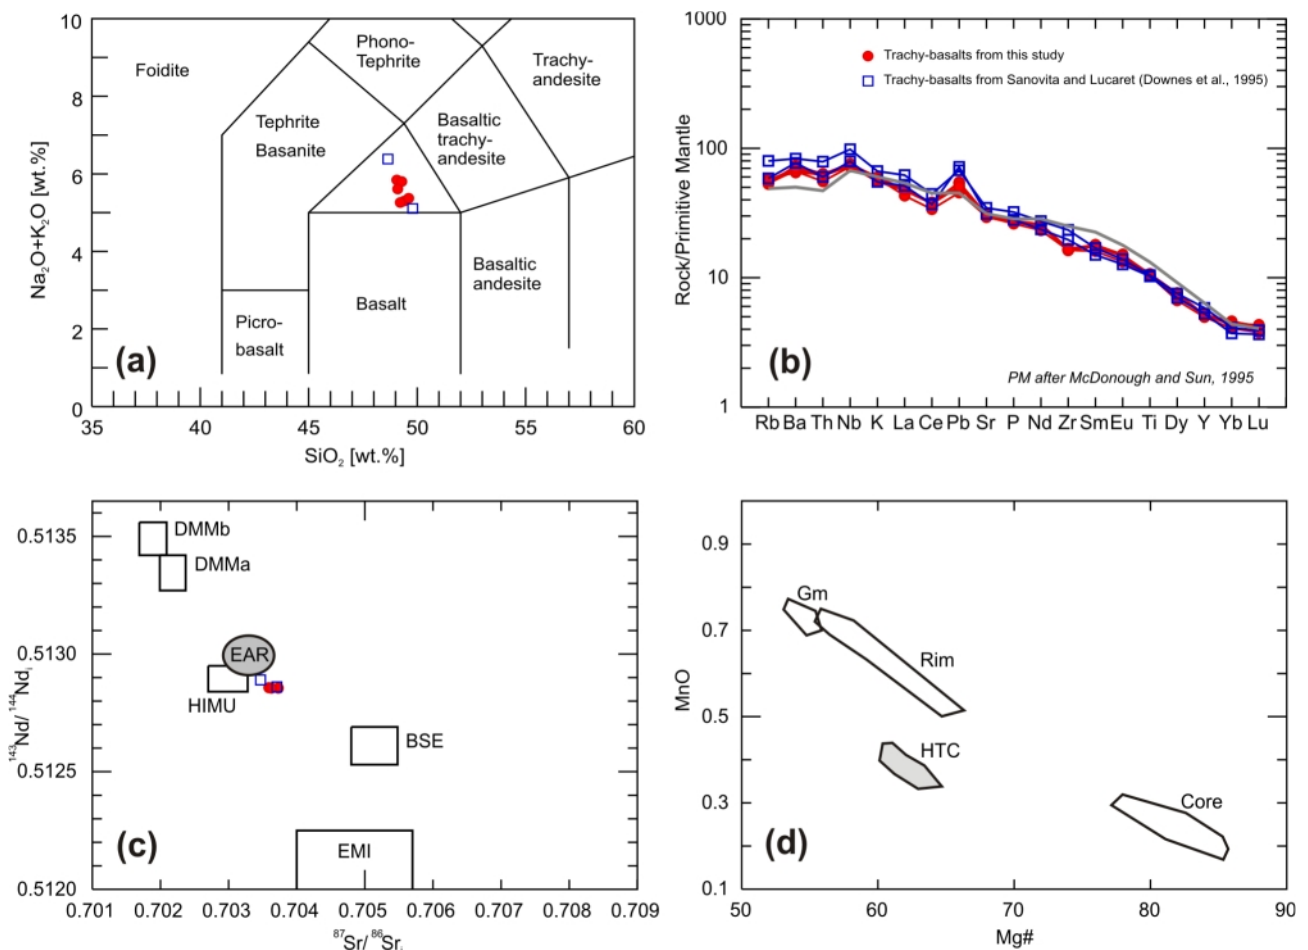 10
8
6
4
2
0
Na₂O+K₂O [wt.%]
Foidite
Phono-
Tephrite
Trachy-
andesite
Tephrite
Basanite
Basaltic
trachy-
andesite
Basaltic
andesite
Basalt
Picro-
basalt
(a)
35 40 45 50 55 60
SiO₂ [wt.%]
1000
100
10
1
Rock/Primitive Mantle
Trachy-basalts from this study
Trachy-basalts from Sanovita and Lucaret (Downes et al., 1995)
(b)
PM after McDonough and Sun, 1995
Rb Ba Th Nb K La Ce Pb Sr P Nd Zr Sm Eu Ti Dy Y Yb Lu
0.5135
0.5130
0.5125
0.5120
¹⁴³Nd/¹⁴⁴Ndᵢ
DMMb
DMMa
EAR
HIMU
BSE
EMI
(c)
0.701 0.702 0.703 0.704 0.705 0.706 0.707 0.708 0.709
⁸⁷Sr/⁸⁶Srᵢ
0.9
0.7
0.5
0.3
0.1
MnO
Gm
Rim
HTC
Core
(d)
50 60 70 80 90
Mg#